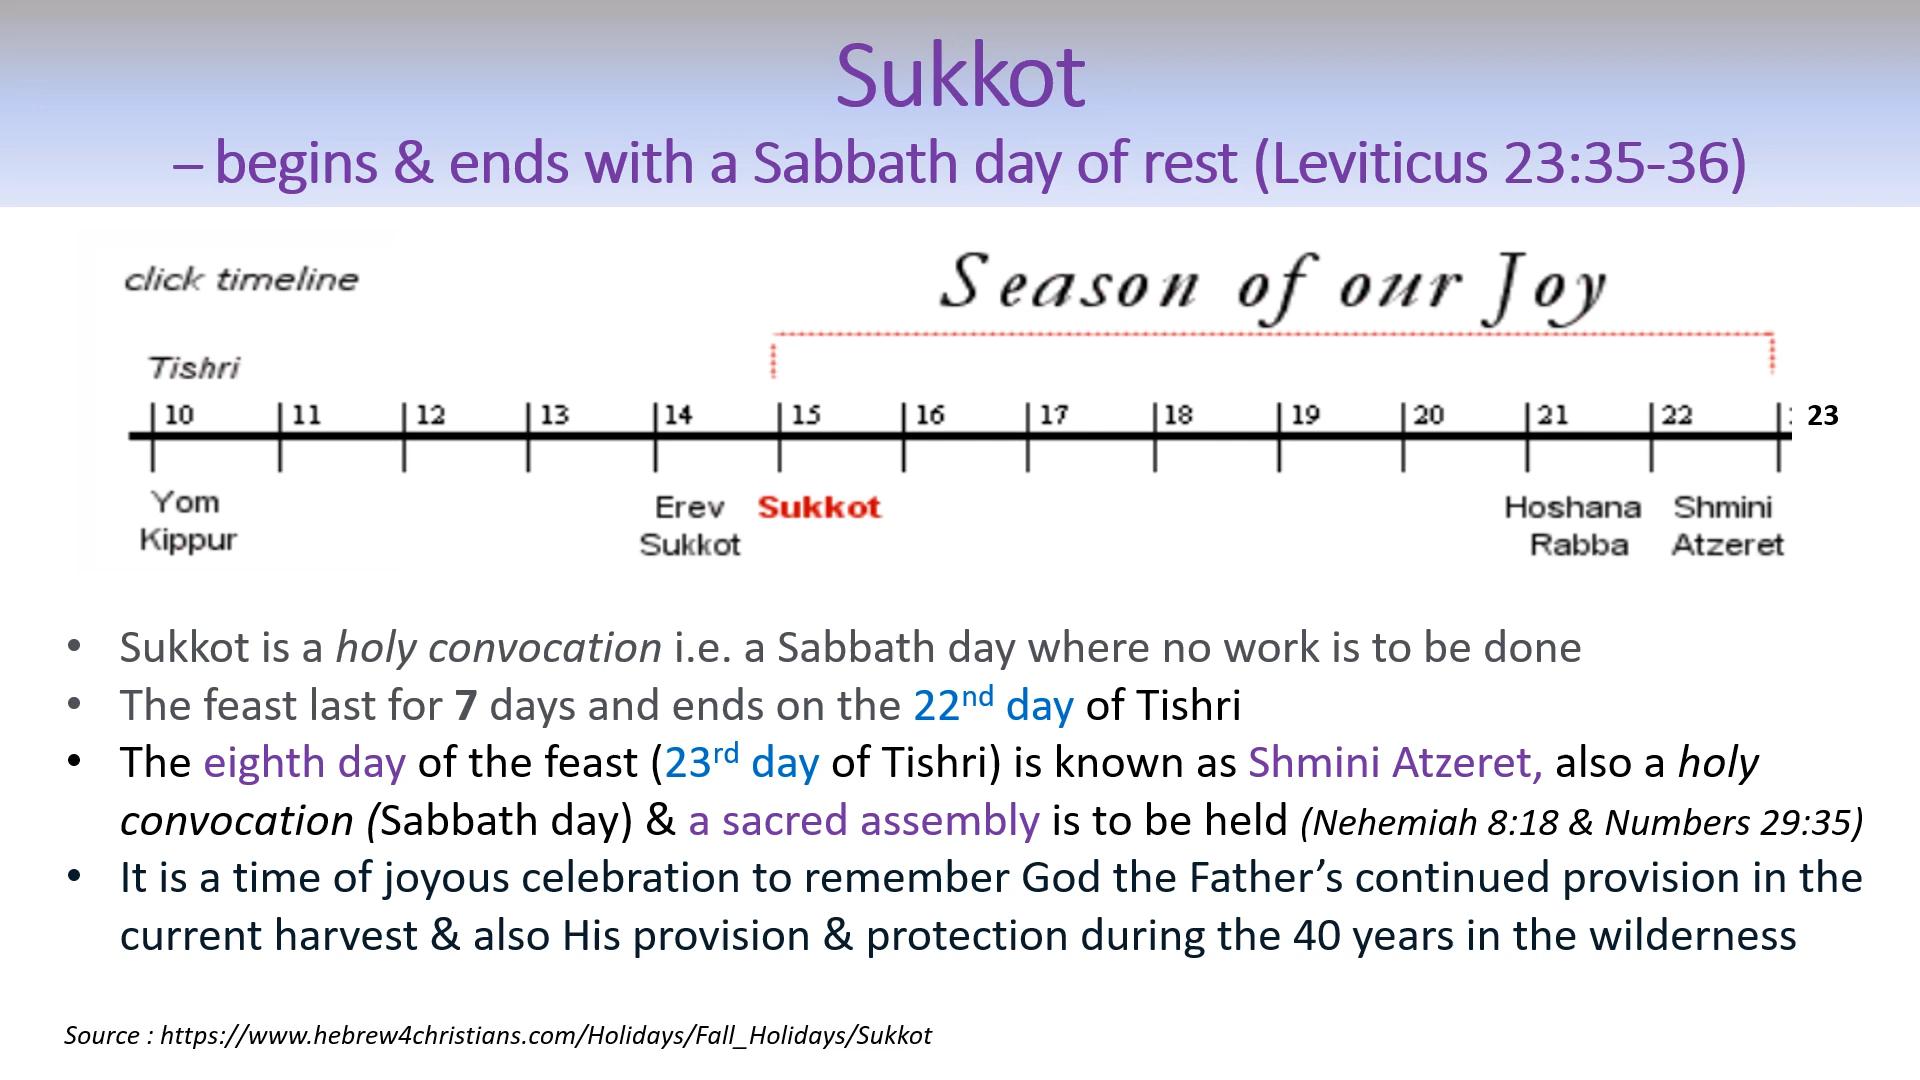 Sukkot
– begins & ends with a Sabbath day of rest (Leviticus 23:35-36)
click timeline
Season of our Joy
Tishri
10 11 12 13 14 15 16 17 18 19 20 21 22 23
Yom Kippur
Erev Sukkot
Sukkot
Hoshana Rabba
Shmini Atzeret
• Sukkot is a holy convocation i.e. a Sabbath day where no work is to be done
• The feast last for 7 days and ends on the 22nd day of Tishri
• The eighth day of the feast (23rd day of Tishri) is known as Shmini Atzeret, also a holy
convocation (Sabbath day) & a sacred assembly is to be held (Nehemiah 8:18 & Numbers 29:35)
• It is a time of joyous celebration to remember God the Father’s continued provision in the
current harvest & also His provision & protection during the 40 years in the wilderness
Source : https://www.hebrew4christians.com/Holidays/Fall_Holidays/Sukkot